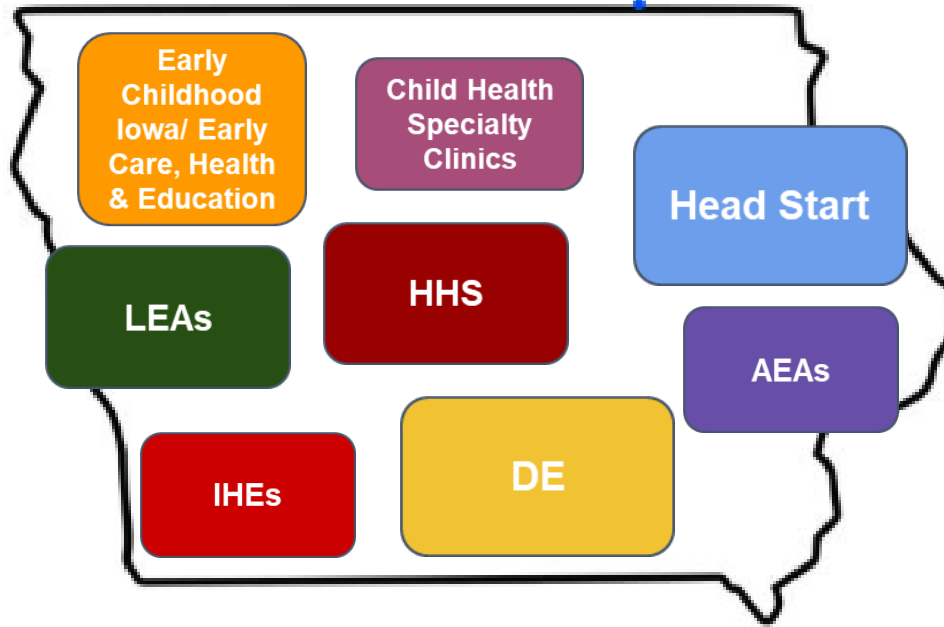 Early
Childhood
Iowa/ Early
Care, Health
& Education
Child Health
Specialty
Clinics
Head Start
LEAs
HHS
AEAs
IHEs
DE